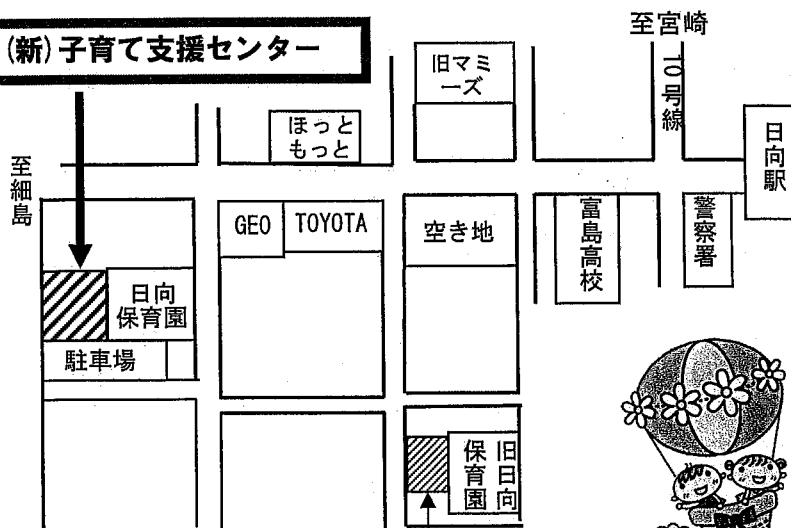 (新)子育て支援センター
至宮崎
10号線
旧マミ
ーズ
ほっと
もっと
日向駅
至細島
GEO
TOYOTA
空き地
富島高校
警察署
日向
保育園
駐車場
旧日向
保育園